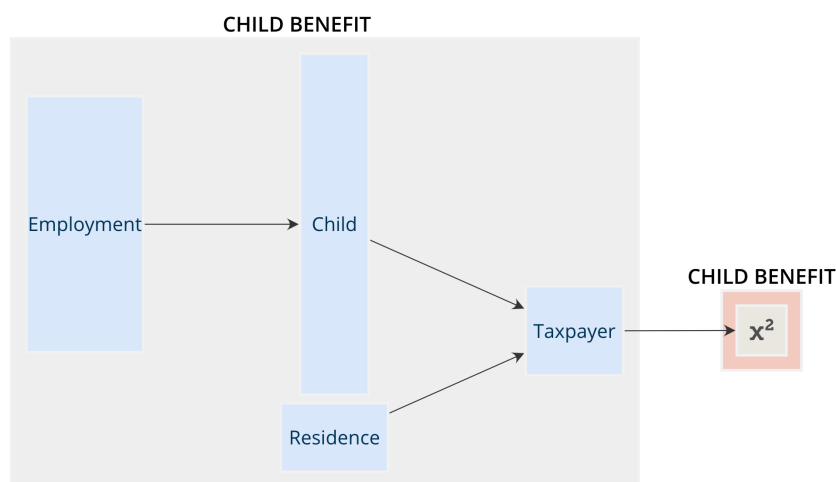 CHILD BENEFIT
Employment
Child
CHILD BENEFIT
Taxpayer
x²
Residence